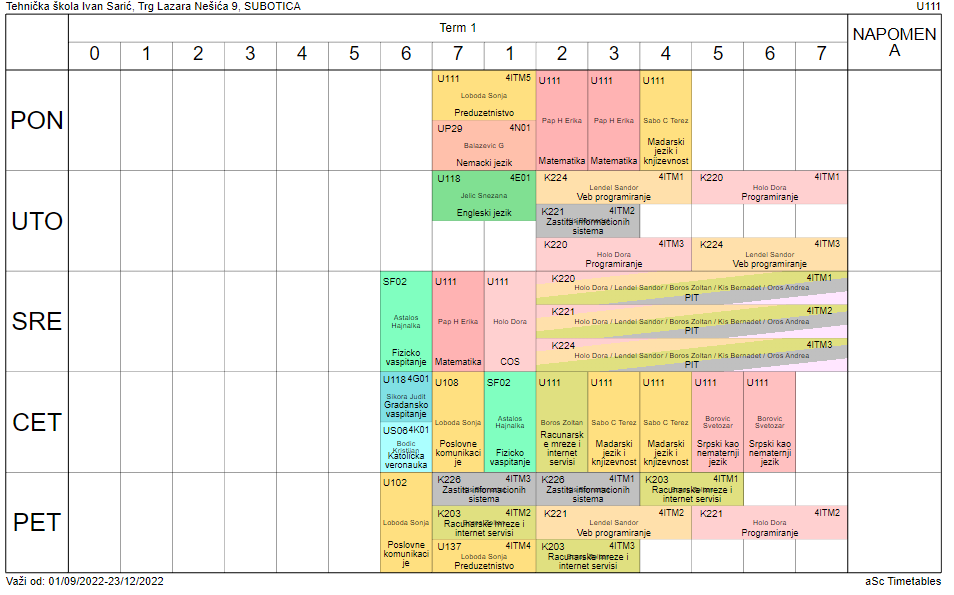 Tehnička škola Ivan Sarić, Trg Lazara Nešića 9, SUBOTICA
U111
Term 1
NAPOMEN
A
0 1 2 3 4 5 6 7 1 2 3 4 5 6 7
PON
U111 4ITM5
Loboda Sonja
Preduzetnistvo
UP29 4N01
Balazevic G
Nemacki jezik
U111
Pap H Erika
Matematika
U111
Pap H Erika
Matematika
U111
Sabo C Terez
Madarski
jezik i
knjizevnost
UTO
U118 4E01
Jelic Snezana
Engleski jezik
K224 4ITM1
Lendel Sandor
Veb programiranje
K220 4ITM1
Holo Dora
Programiranje
K221 4ITM2
Zastita informacionih
sistema
K220 4ITM3
Holo Dora
Programiranje
K224 4ITM3
Lendel Sandor
Veb programiranje
SRE
SF02
Astalos
Hajnalka
Fizicko
vaspitanje
U111
Pap H Erika
Matematika
U111
Holo Dora
COS
K220 4ITM1
Holo Dora / Lendel Sandor / Boros Zoltan / Kis Bernadet / Oros Andrea
PIT
K221 4ITM2
Holo Dora / Lendel Sandor / Boros Zoltan / Kis Bernadet / Oros Andrea
PIT
K224 4ITM3
Holo Dora / Lendel Sandor / Boros Zoltan / Kis Bernadet / Oros Andrea
PIT
CET
U118 4G01
Sikora Judit
Gradansko
vaspitanje
US06 4K01
Bodic
Kristijan
Katolicka
veronauka
U108
Loboda Sonja
Poslovne
komunikaci
je
SF02
Astalos
Hajnalka
Fizicko
vaspitanje
U111
Boros Zoltan
Racunarsk
e mreze i
internet
servisi
U111
Sabo C Terez
Madarski
jezik i
knjizevnost
U111
Sabo C Terez
Madarski
jezik i
knjizevnost
U111
Borovic
Svetozar
Srpski kao
nematernji
jezik
U111
Borovic
Svetozar
Srpski kao
nematernji
jezik
PET
U102
Loboda Sonja
Poslovne
komunikaci
je
K226 4ITM3
Zastita informacionih
sistema
K226 4ITM1
Zastita informacionih
sistema
K203 4ITM1
Racunarske mreze i
internet servisi
K203 4ITM2
Boros Zoltan
Racunarske mreze i
internet servisi
K221 4ITM2
Lendel Sandor
Veb programiranje
K221 4ITM2
Holo Dora
Programiranje
U137 4ITM4
Loboda Sonja
Preduzetnistvo
K203 4ITM3
Racunarske mreze i
internet servisi
Važi od: 01/09/2022-23/12/2022
aSc Timetables